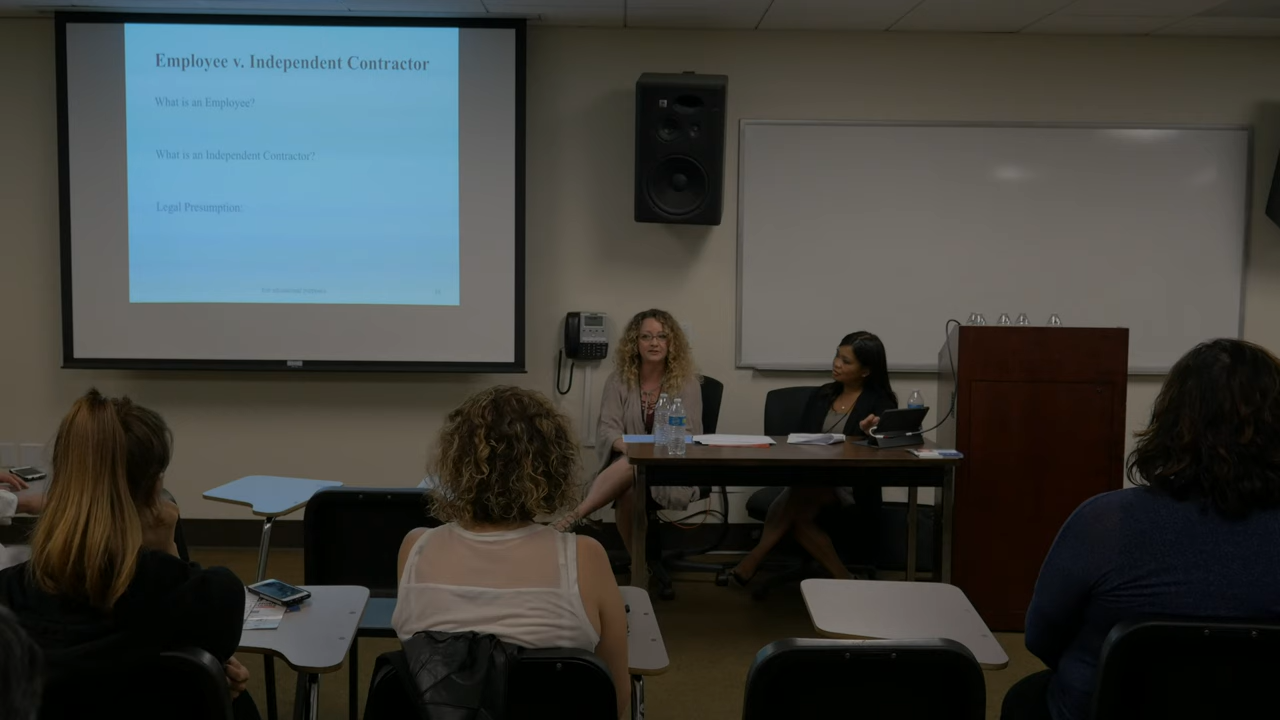 Employee v. Independent Contractor
What is an Employee?
What is an Independent Contractor?
Legal Presumption.